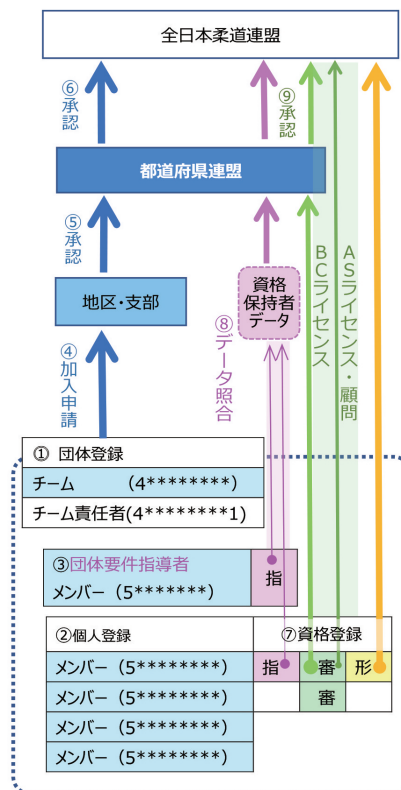 全日本柔道連盟
⑥承認
⑨承認
都道府県連盟
⑤承認
BCライセンス
ASライセンス・顧問
地区・支部
資格
保持者
データ
⑧データ照合
④加入申請
① 団体登録
チーム (4********)
チーム責任者(4********1)
③団体要件指導者
メンバー (5*******)
指
②個人登録
⑦資格登録
メンバー (5********)
指
審
形
メンバー (5********)
審
メンバー (5********)
メンバー (5********)